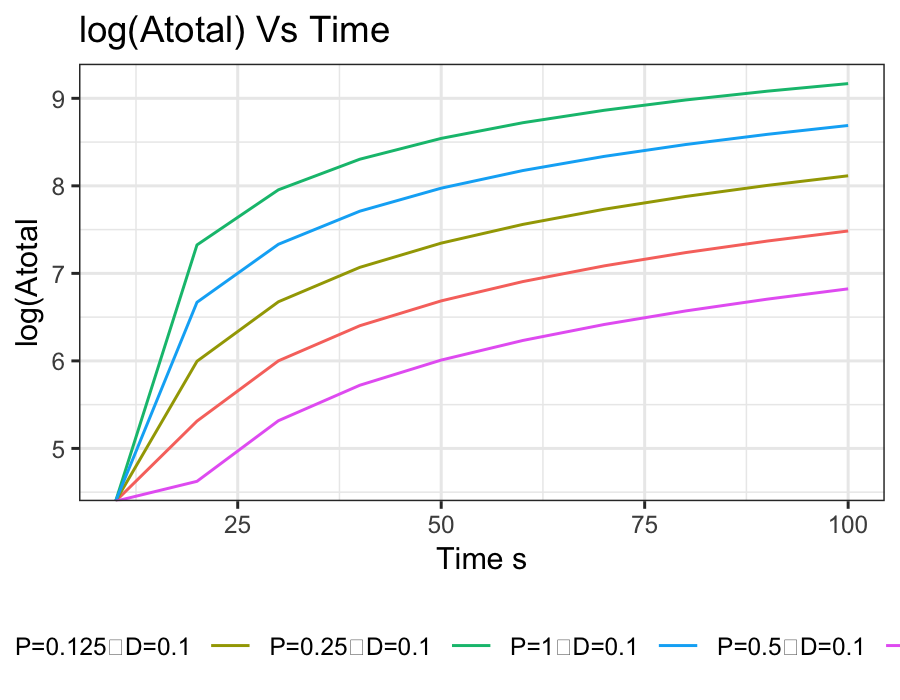 log(Atotal) Vs Time
9
8
7
6
5
log(Atotal
25 50 75 100
Time s
P=0.125□D=0.1 P=0.25□D=0.1 P=1□D=0.1 P=0.5□D=0.1